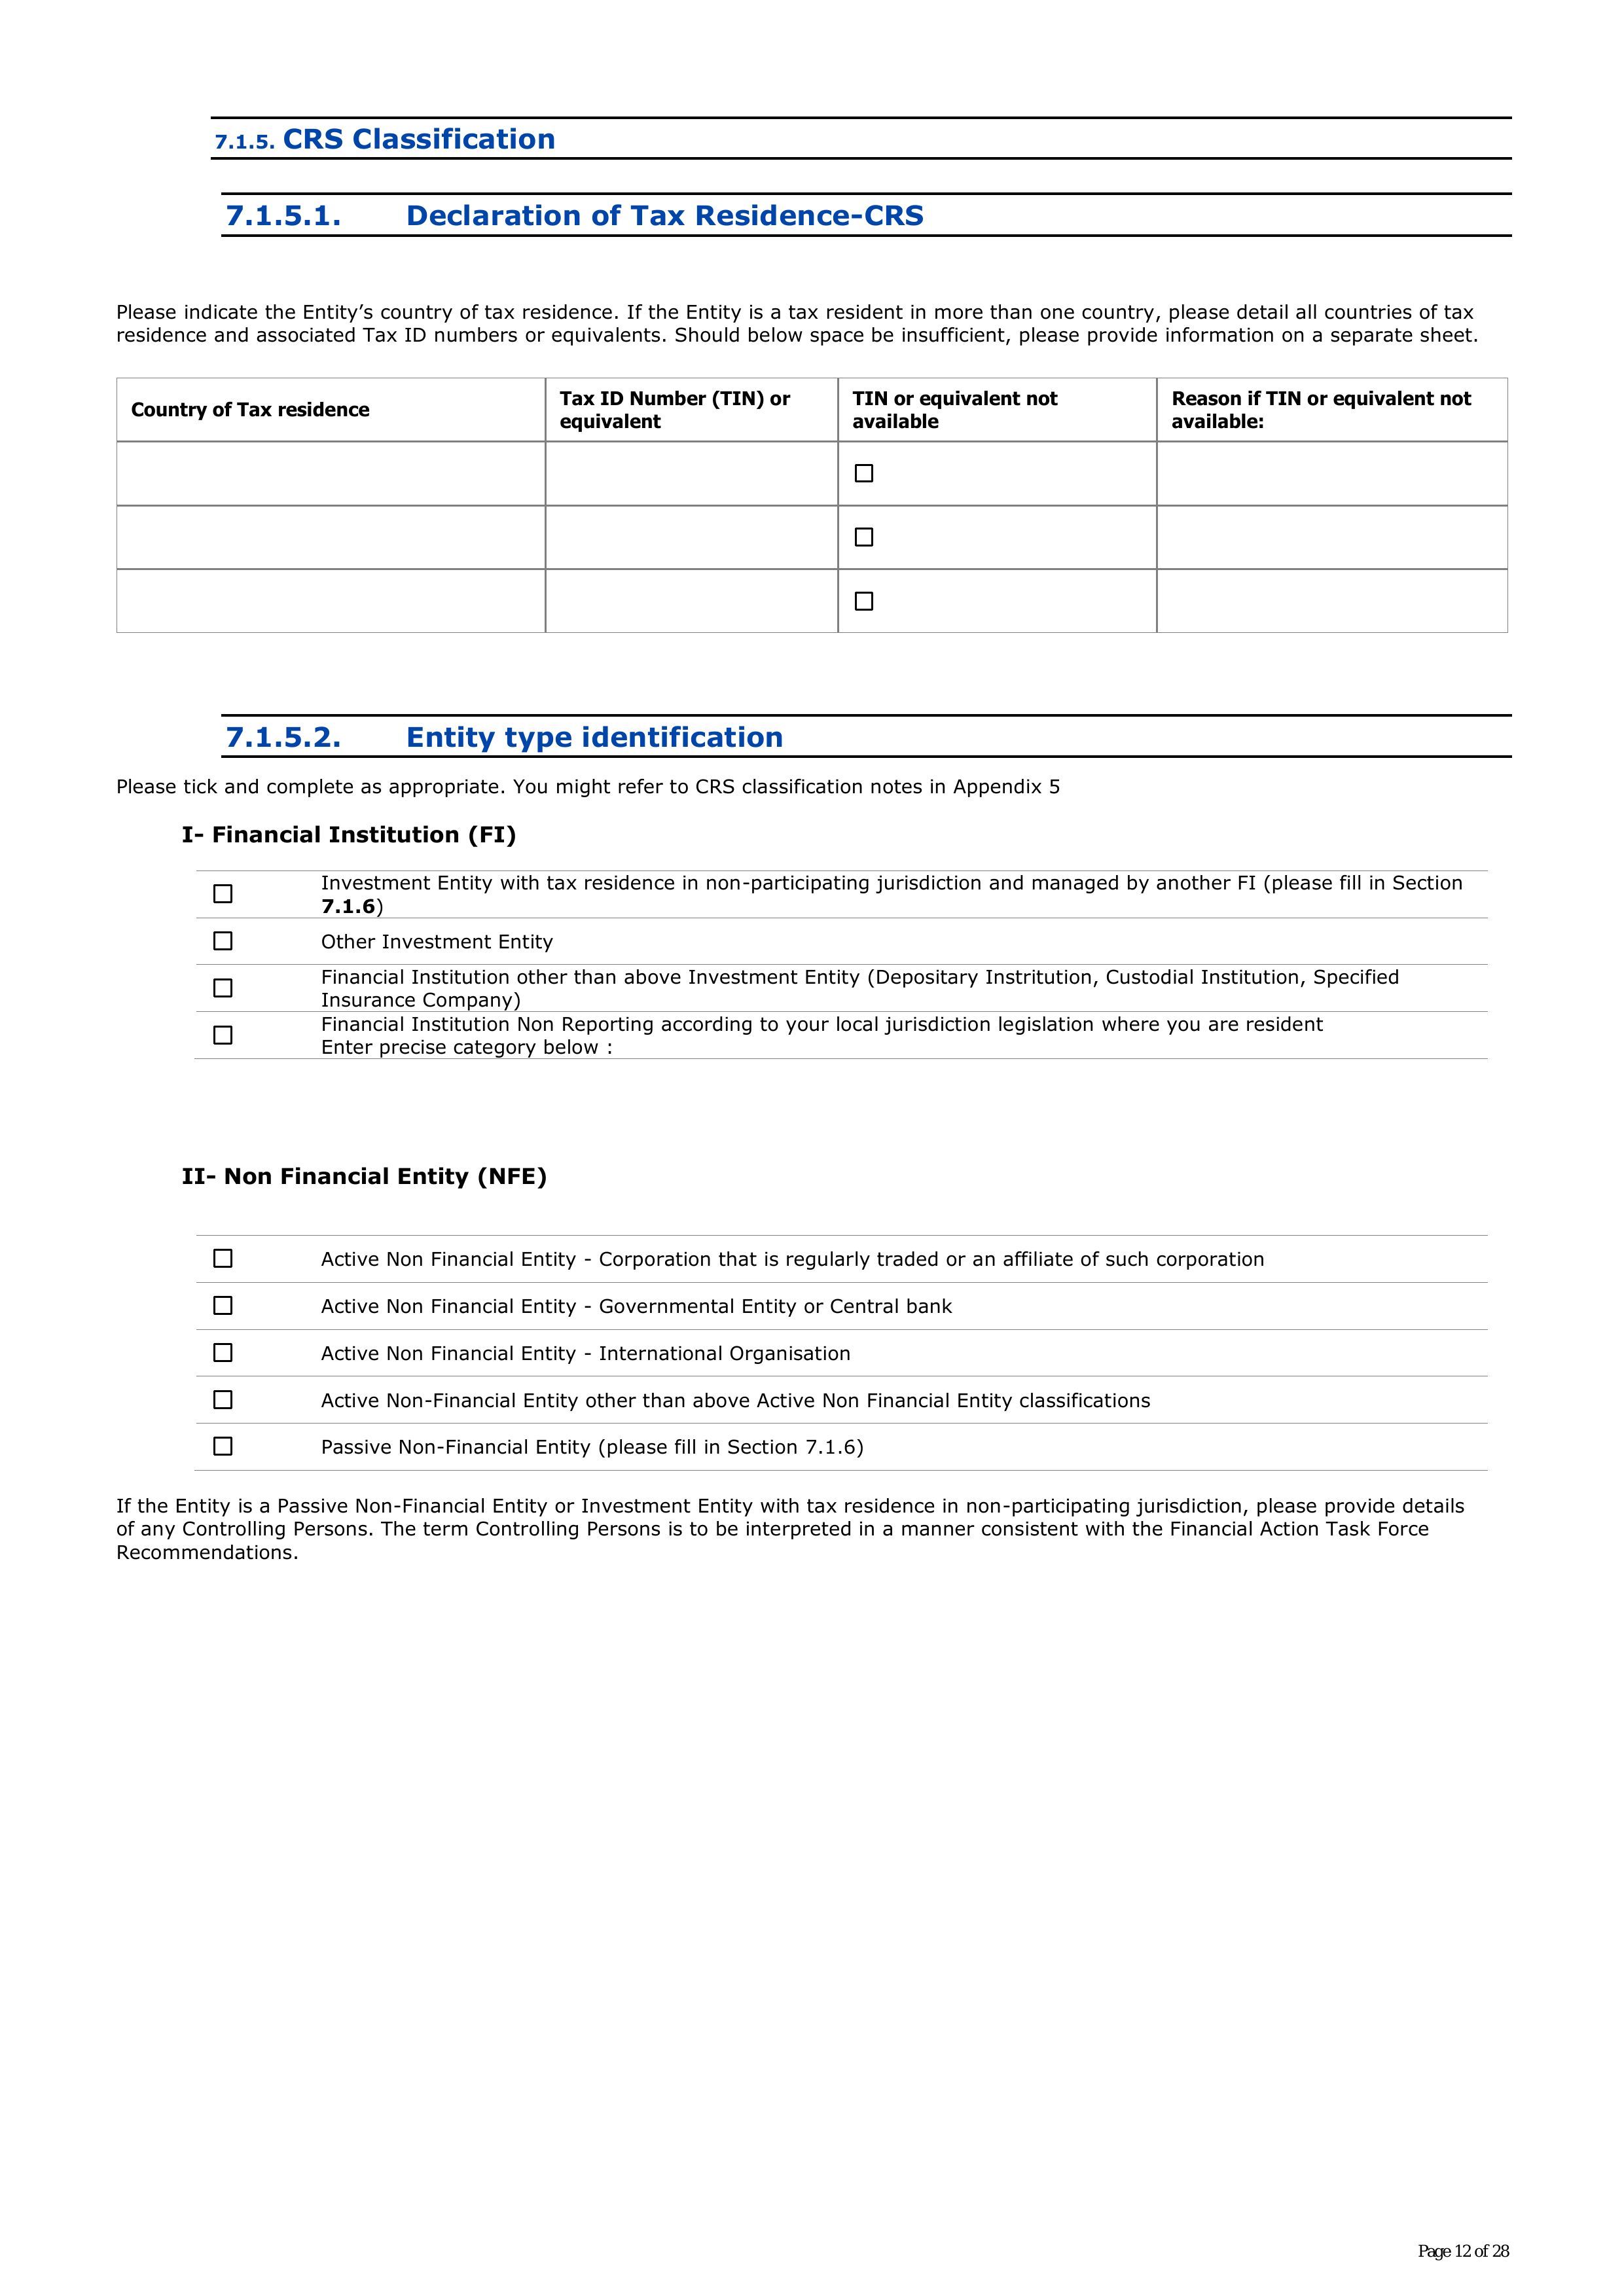 7.1.5. CRS Classification
7.1.5.1. Declaration of Tax Residence-CRS
Please indicate the Entity’s country of tax residence. If the Entity is a tax resident in more than one country, please detail all countries of tax
residence and associated Tax ID numbers or equivalents. Should below space be insufficient, please provide information on a separate sheet.
Country of Tax residence
Tax ID Number (TIN) or
equivalent
TIN or equivalent not
available
Reason if TIN or equivalent not
available:
7.1.5.2. Entity type identification
Please tick and complete as appropriate. You might refer to CRS classification notes in Appendix 5
I- Financial Institution (FI)
Investment Entity with tax residence in non-participating jurisdiction and managed by another FI (please fill in Section
7.1.6)
Other Investment Entity
Financial Institution other than above Investment Entity (Depositary Instritution, Custodial Institution, Specified
Insurance Company)
Financial Institution Non Reporting according to your local jurisdiction legislation where you are resident
Enter precise category below :
II- Non Financial Entity (NFE)
Active Non Financial Entity - Corporation that is regularly traded or an affiliate of such corporation
Active Non Financial Entity - Governmental Entity or Central bank
Active Non Financial Entity - International Organisation
Active Non-Financial Entity other than above Active Non Financial Entity classifications
Passive Non-Financial Entity (please fill in Section 7.1.6)
If the Entity is a Passive Non-Financial Entity or Investment Entity with tax residence in non-participating jurisdiction, please provide details
of any Controlling Persons. The term Controlling Persons is to be interpreted in a manner consistent with the Financial Action Task Force
Recommendations.
Page 12 of 28